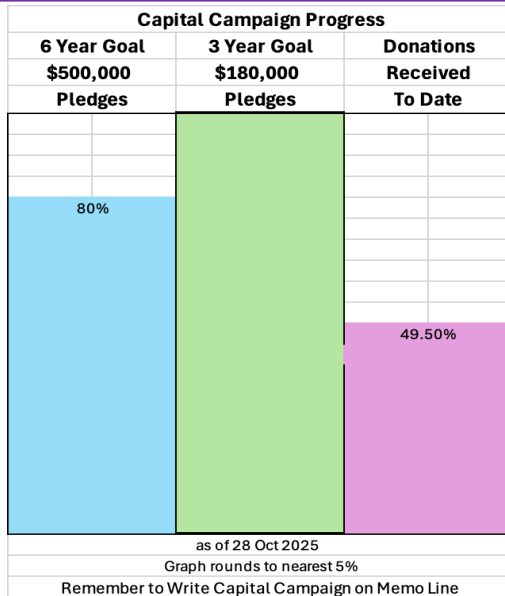 Capital Campaign Progress
6 Year Goal 3 Year Goal Donations
$500,000 $180,000 Received
Pledges Pledges To Date
80%
49.50%
as of 28 Oct 2025
Graph rounds to nearest 5%
Remember to Write Capital Campaign on Memo Line